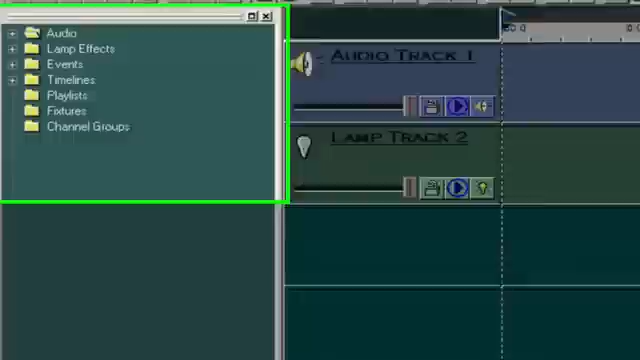 Audio
Lamp Effects
Events
Timelines
Playlists
Fixtures
Channel Groups
Audio Track 1
Lamp Track 2